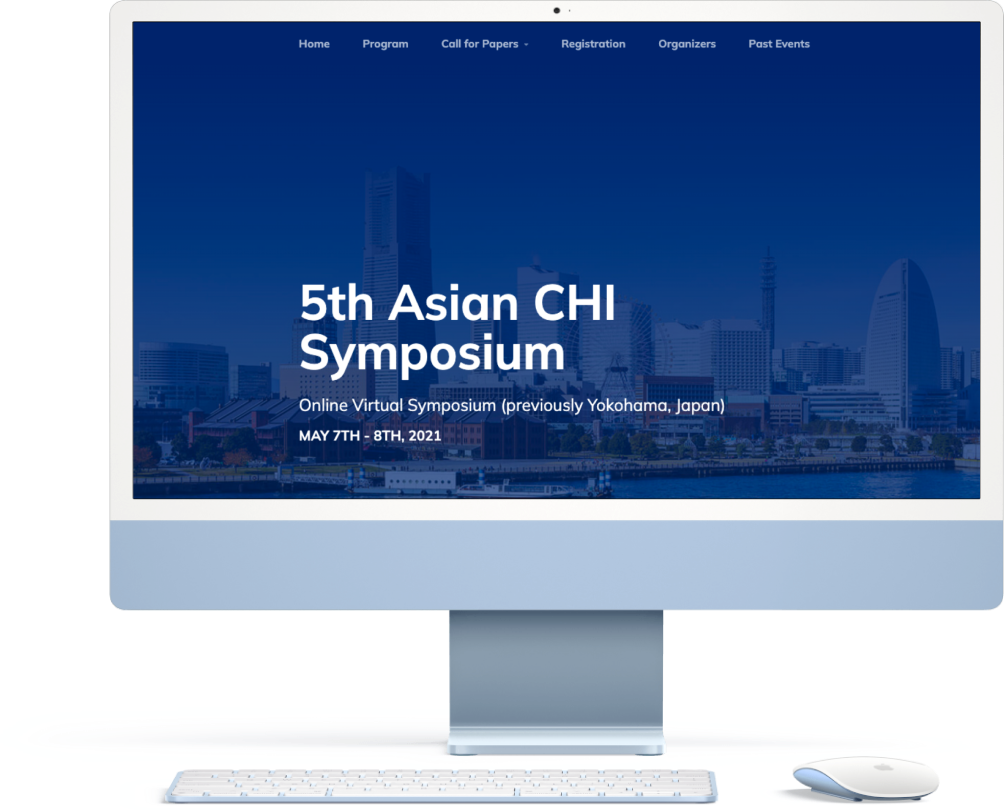 Home Program Call for Papers Registration Organizers Past Events
5th Asian CHI
Symposium
Online Virtual Symposium (previously Yokohama, Japan)
MAY 7TH - 8TH, 2021